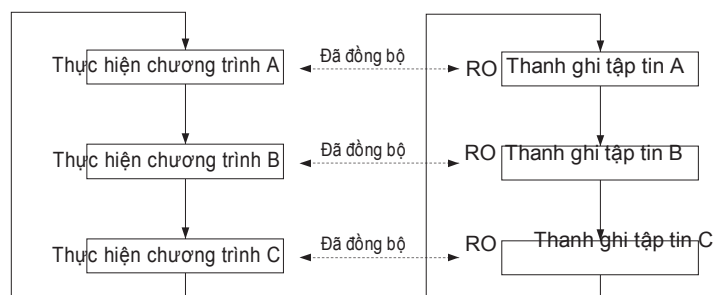 Thực hiện chương trình A Đã đồng bộ RO Thanh ghi tập tin A
Thực hiện chương trình B Đã đồng bộ RO Thanh ghi tập tin B
Thực hiện chương trình C Đã đồng bộ RO Thanh ghi tập tin C